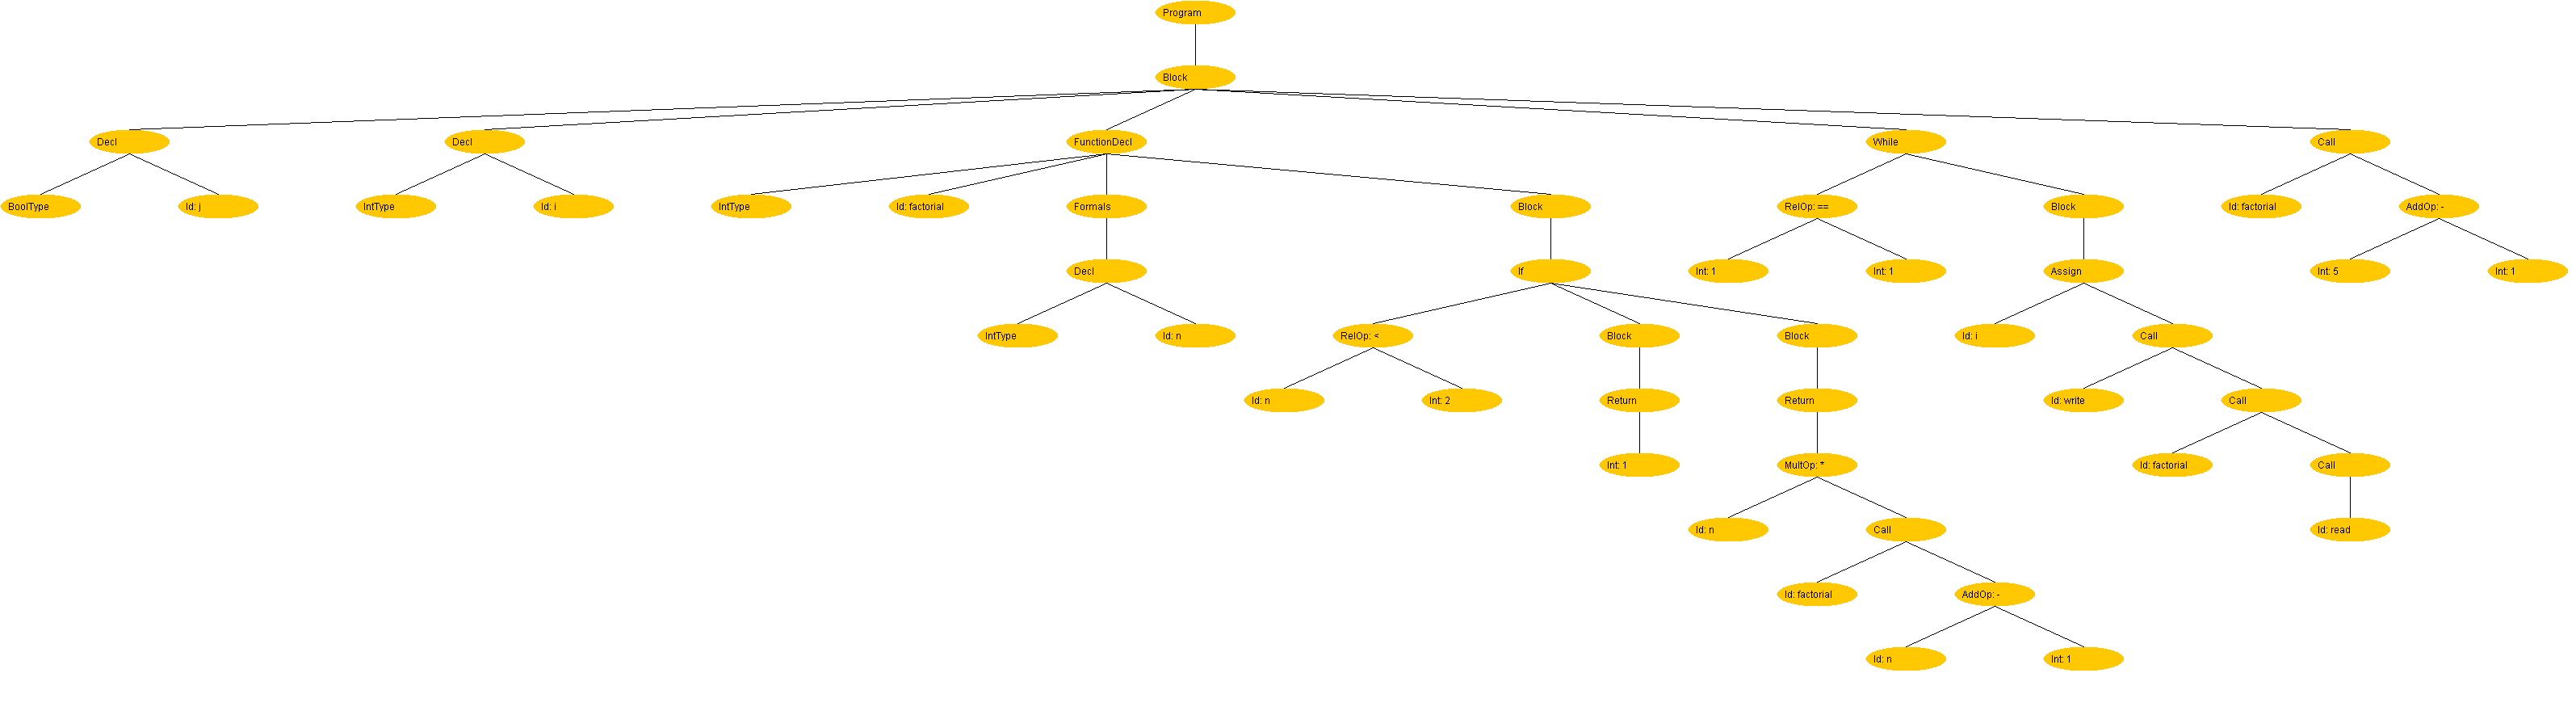 Program
Block
Decl Decl FunctionDecl While Call
BoolType Id: j IntType Id: i IntType Id: factorial Formals Block RelOp: == Block Id: factorial AddOp: -
Decl If Int: 1 Int: 1 Assign Int: 5 Int: 1
IntType Id: n RelOp: < Block Block Id: i Call
Id: n Int: 2 Return Return Id: write Call
Int: 1 MultOp: * Id: factorial Call
Id: n Call Id: read
Id: factorial AddOp: -
Id: n Int: 1